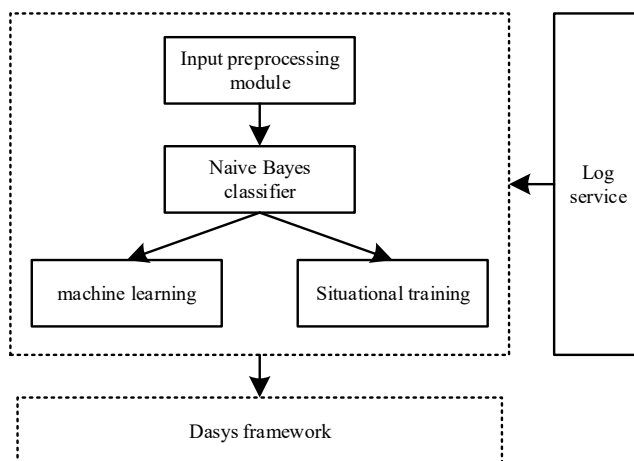 Input preprocessing
module
Naive Bayes
classifier
Log
service
machine learning
Situational training
Dasys framework